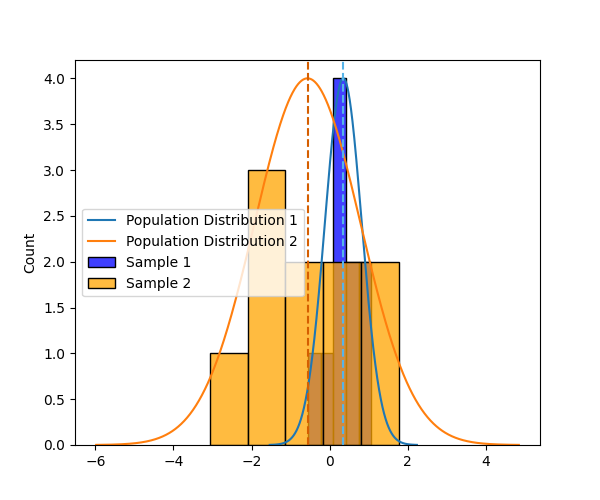 4.0
3.5
3.0
2.5
2.0
1.5
1.0
0.5
0.0
Count
Population Distribution 1
Population Distribution 2
Sample 1
Sample 2
−6 −4 −2 0 2 4